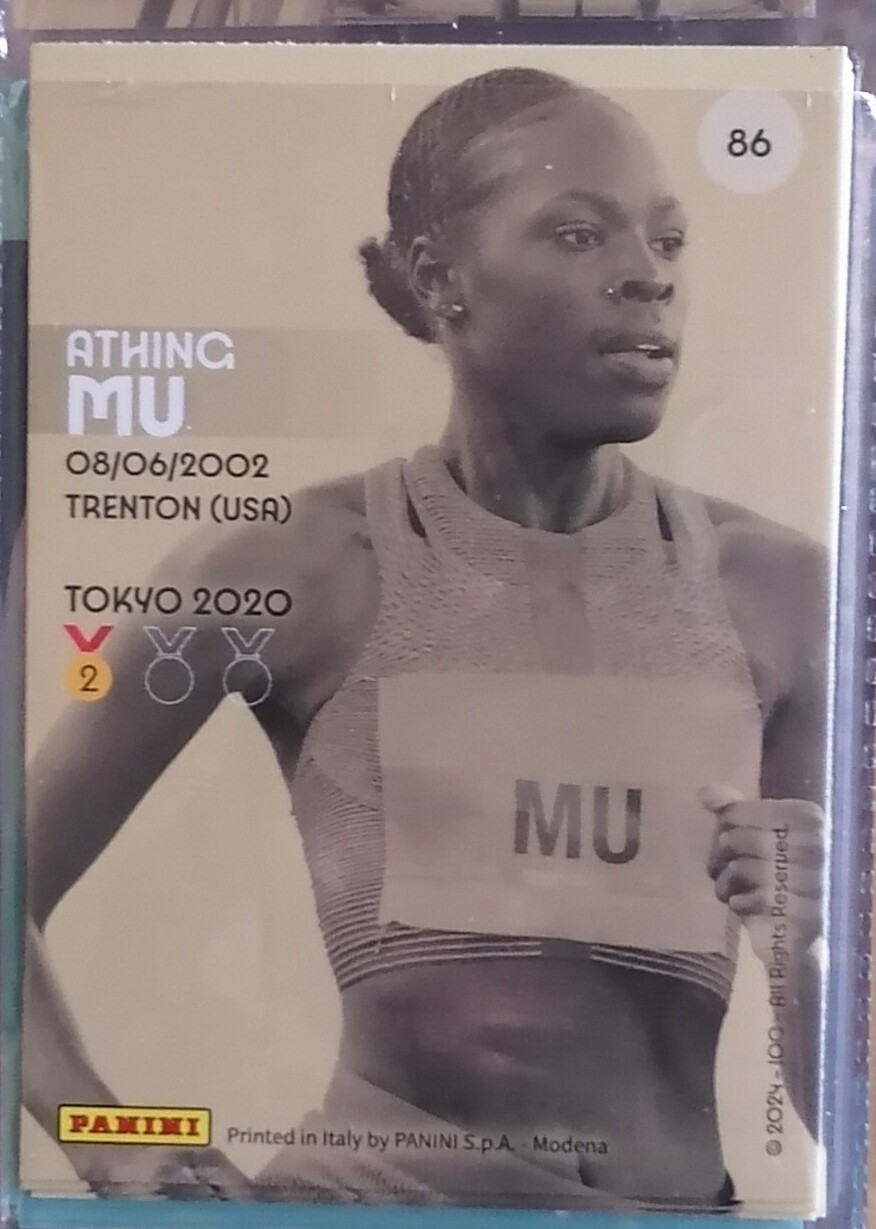 86
ATHING
MU
08/06/2002
TRENTON (USA)
TOKYO 2020
2
MU
© 2024 - 100 - All Rights Reserved.
PANINI
Printed in Italy by PANINI S.p.A. - Modena